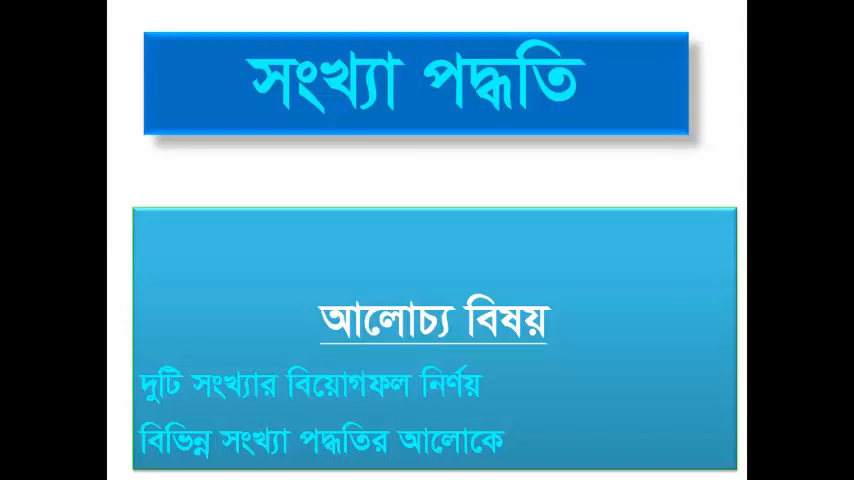 সংখ্যা পদ্ধতি
আলোচ্য বিষয়
দুটি সংখ্যার বিয়োগফল নির্ণয়
বিভিন্ন সংখ্যা পদ্ধতির আলোকে